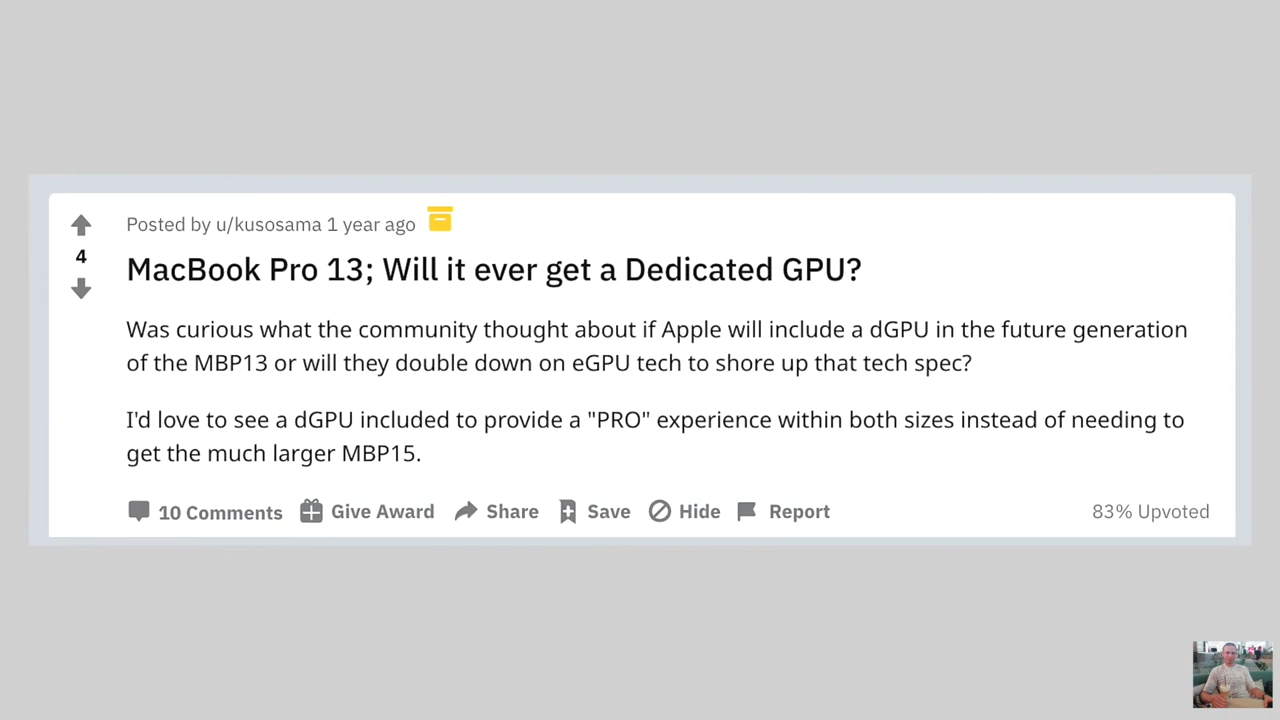 Posted by u/kusosama 1 year ago
4
MacBook Pro 13; Will it ever get a Dedicated GPU?
Was curious what the community thought about if Apple will include a dGPU in the future generation
of the MBP13 or will they double down on eGPU tech to shore up that tech spec?
I'd love to see a dGPU included to provide a "PRO" experience within both sizes instead of needing to
get the much larger MBP15.
10 Comments Give Award Share Save Hide Report 83% Upvoted